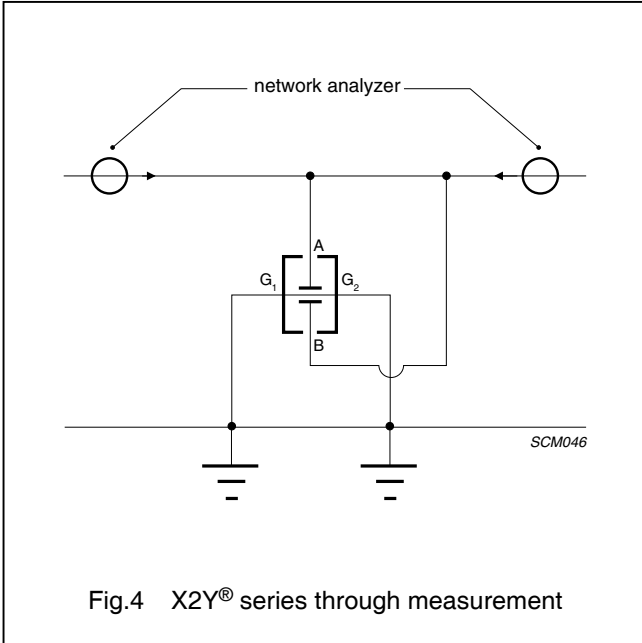 network analyzer
A
G₁ G₂
B
SCM046
Fig.4 X2Y® series through measurement